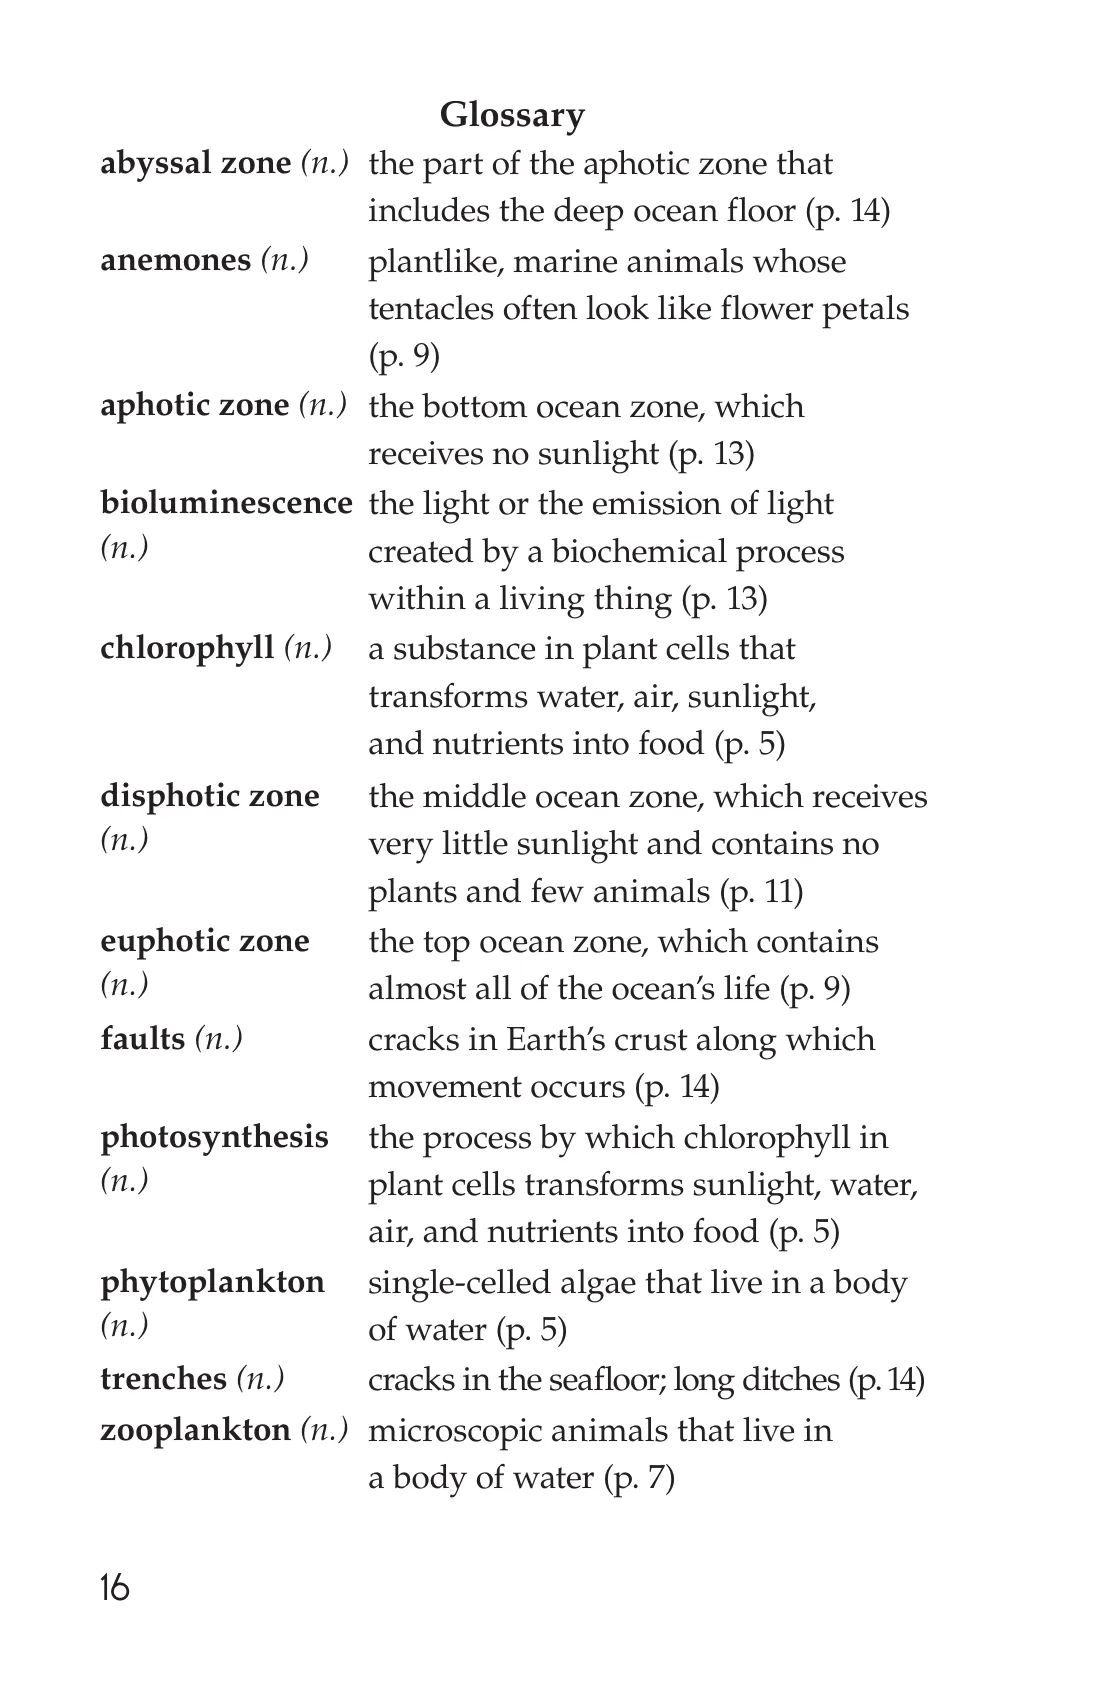 Glossary
abyssal zone (n.) the part of the aphotic zone that
includes the deep ocean floor (p. 14)
anemones (n.) plantlike, marine animals whose
tentacles often look like flower petals
(p. 9)
aphotic zone (n.) the bottom ocean zone, which
receives no sunlight (p. 13)
bioluminescence the light or the emission of light
(n.) created by a biochemical process
within a living thing (p. 13)
chlorophyll (n.) a substance in plant cells that
transforms water, air, sunlight,
and nutrients into food (p. 5)
disphotic zone the middle ocean zone, which receives
(n.) very little sunlight and contains no
plants and few animals (p. 11)
euphotic zone the top ocean zone, which contains
(n.) almost all of the ocean’s life (p. 9)
faults (n.) cracks in Earth’s crust along which
movement occurs (p. 14)
photosynthesis the process by which chlorophyll in
(n.) plant cells transforms sunlight, water,
air, and nutrients into food (p. 5)
phytoplankton single-celled algae that live in a body
(n.) of water (p. 5)
trenches (n.) cracks in the seafloor; long ditches (p. 14)
zooplankton (n.) microscopic animals that live in
a body of water (p. 7)
16